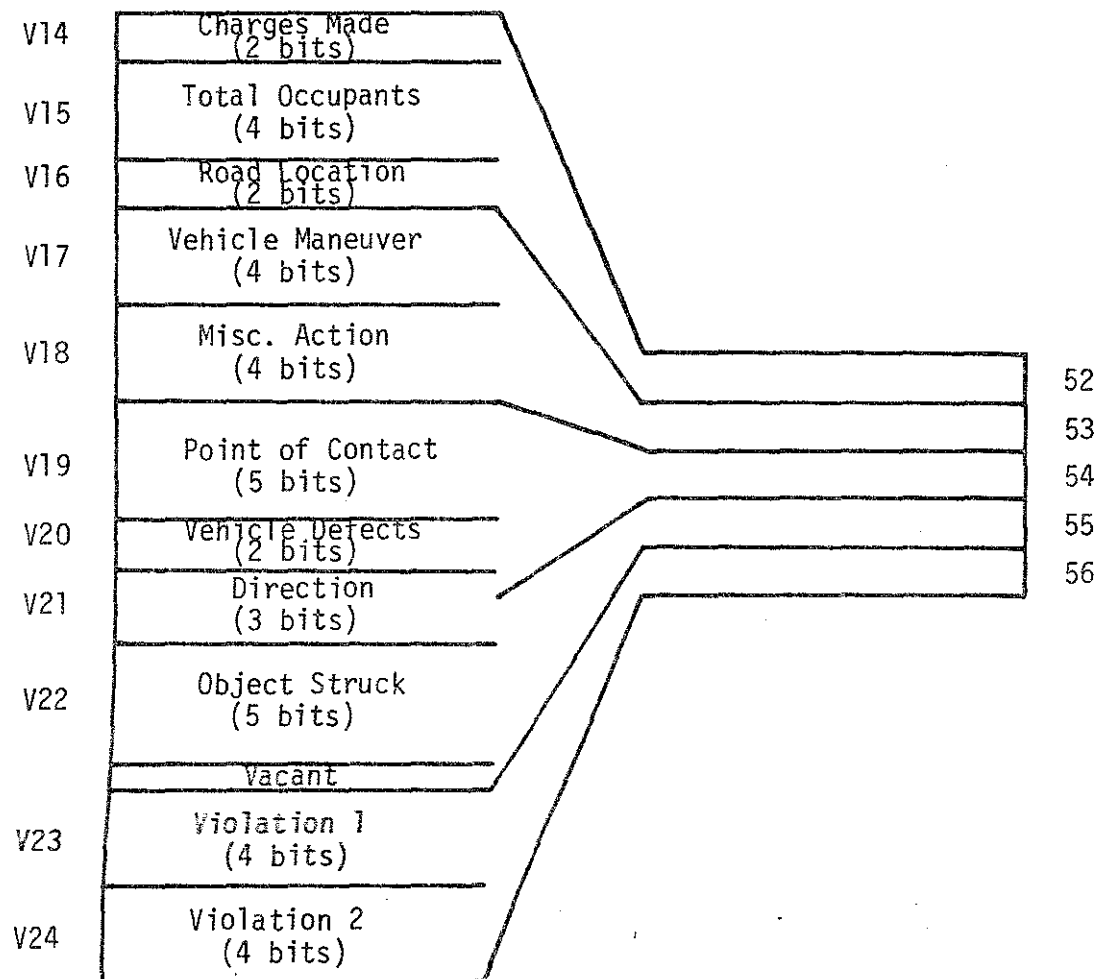 V14 Charges Made
(2 bits)
V15 Total Occupants
(4 bits)
V16 Road Location
(2 bits)
V17 Vehicle Maneuver
(4 bits)
V18 Misc. Action
(4 bits)
V19 Point of Contact
(5 bits)
V20 Vehicle Defects
(2 bits)
V21 Direction
(3 bits)
V22 Object Struck
(5 bits)
Vacant
V23 Violation 1
(4 bits)
V24 Violation 2
(4 bits)
52
53
54
55
56